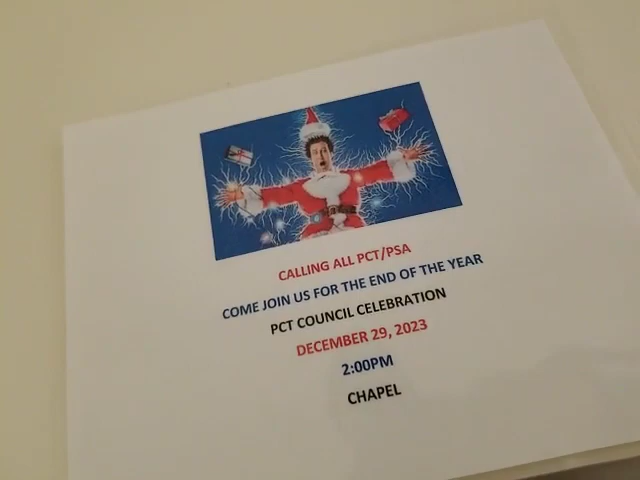 CALLING ALL PCT/PSA
COME JOIN US FOR THE END OF THE YEAR
PCT COUNCIL CELEBRATION
DECEMBER 29, 2023
2:00PM
CHAPEL